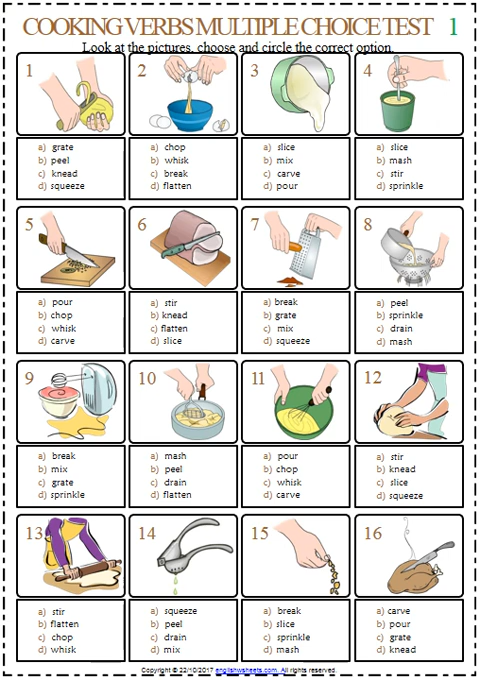 COOKING VERBS MULTIPLE CHOICE TEST 1
Look at the pictures, choose and circle the correct option
1
2
3
4
a) grate
b) peel
c) knead
d) squeeze
a) chop
b) whisk
c) break
d) flatten
a) slice
b) mix
c) carve
d) pour
a) slice
b) mash
c) stir
d) sprinkle
5
6
7
8
a) pour
b) chop
c) whisk
d) carve
a) stir
b) knead
c) flatten
d) slice
a) break
b) grate
c) mix
d) squeeze
a) peel
b) sprinkle
c) drain
d) mash
9
10
11
12
a) break
b) mix
c) grate
d) sprinkle
a) mash
b) peel
c) drain
d) flatten
a) pour
b) chop
c) whisk
d) carve
a) stir
b) knead
c) slice
d) squeeze
13
14
15
16
a) stir
b) flatten
c) chop
d) whisk
a) squeeze
b) peel
c) drain
d) mix
a) break
b) slice
c) sprinkle
d) mash
a) carve
b) pour
c) grate
d) knead
Copyright © 22/10/2017 englishwsheets.com. All rights reserved.